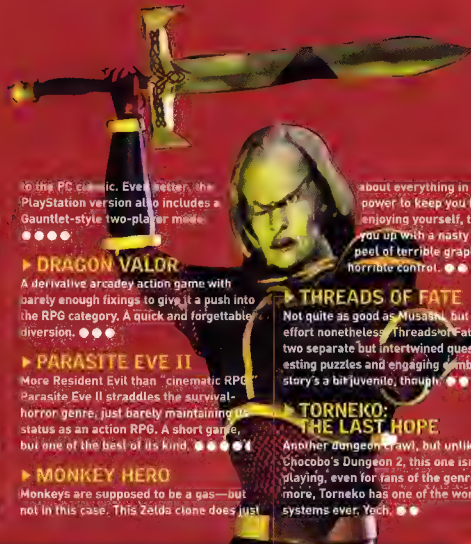 to the PC classic. Even better, the
PlayStation version also includes a
Gauntlet-style two-player mode.
DRAGON VALOR
A derivative arcadey action game with
barely enough fixings to give it a push into
the RPG category. A quick and forgettable
diversion.
PARASITE EVE II
More Resident Evil than "cinematic RPG,"
Parasite Eve II straddles the survival-
horror genre, just barely maintaining its
status as an action RPG. A short game,
but one of the best of its kind.
MONKEY HERO
Monkeys are supposed to be a gas—but
not in this case. This Zelda clone does just
about everything in
power to keep you
enjoying yourself,
you up with a nasty
peel of terrible
horrible control.
THREADS OF FATE
Not quite as good as Musashi, but
effort nonetheless. Threads of
two separate but intertwined
puzzles and engaging
story's a bit juvenile, though.
TORNEKO:
THE LAST HOPE
Another dungeon crawl, but
Chocobo's Dungeon 2, this one is
playing, even for fans of the
more, Torneko has one of the
systems ever. Yech.